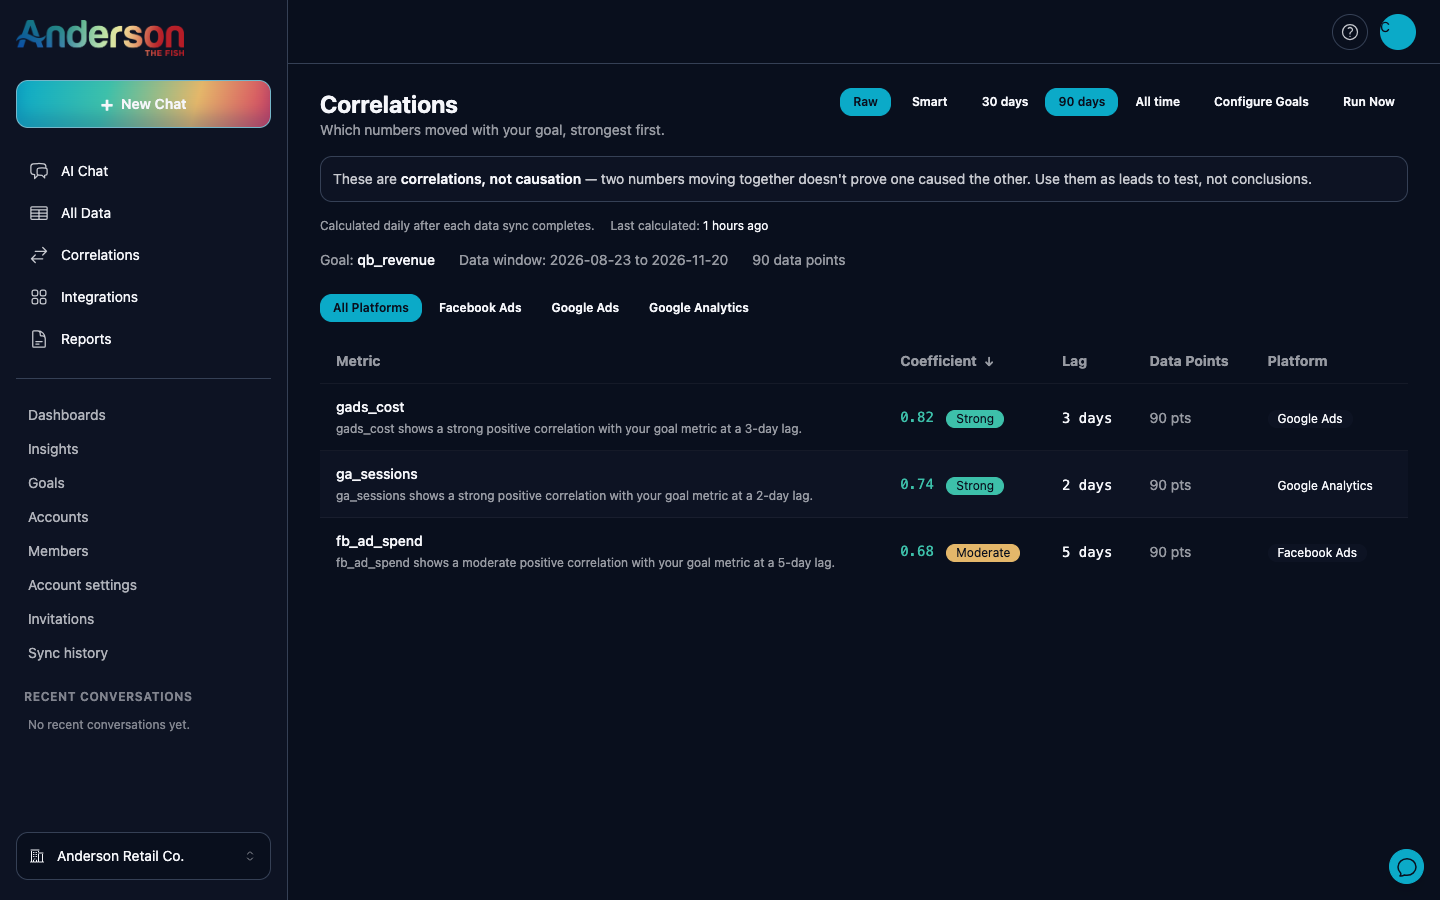 Anderson
THE FISH
+ New Chat
AI Chat
All Data
Correlations
Integrations
Reports
Dashboards
Insights
Goals
Accounts
Members
Account settings
Invitations
Sync history
RECENT CONVERSATIONS
No recent conversations yet.
Anderson Retail Co.
C
Correlations
Which numbers moved with your goal, strongest first.
Raw Smart 30 days 90 days All time Configure Goals Run Now
These are correlations, not causation — two numbers moving together doesn't prove one caused the other. Use them as leads to test, not conclusions.
Calculated daily after each data sync completes. Last calculated: 1 hours ago
Goal: qb_revenue Data window: 2026-08-23 to 2026-11-20 90 data points
All Platforms Facebook Ads Google Ads Google Analytics
Metric Coefficient ↓ Lag Data Points Platform
gads_cost
gads_cost shows a strong positive correlation with your goal metric at a 3-day lag.
0.82 Strong 3 days 90 pts Google Ads
ga_sessions
ga_sessions shows a strong positive correlation with your goal metric at a 2-day lag.
0.74 Strong 2 days 90 pts Google Analytics
fb_ad_spend
fb_ad_spend shows a moderate positive correlation with your goal metric at a 5-day lag.
0.68 Moderate 5 days 90 pts Facebook Ads